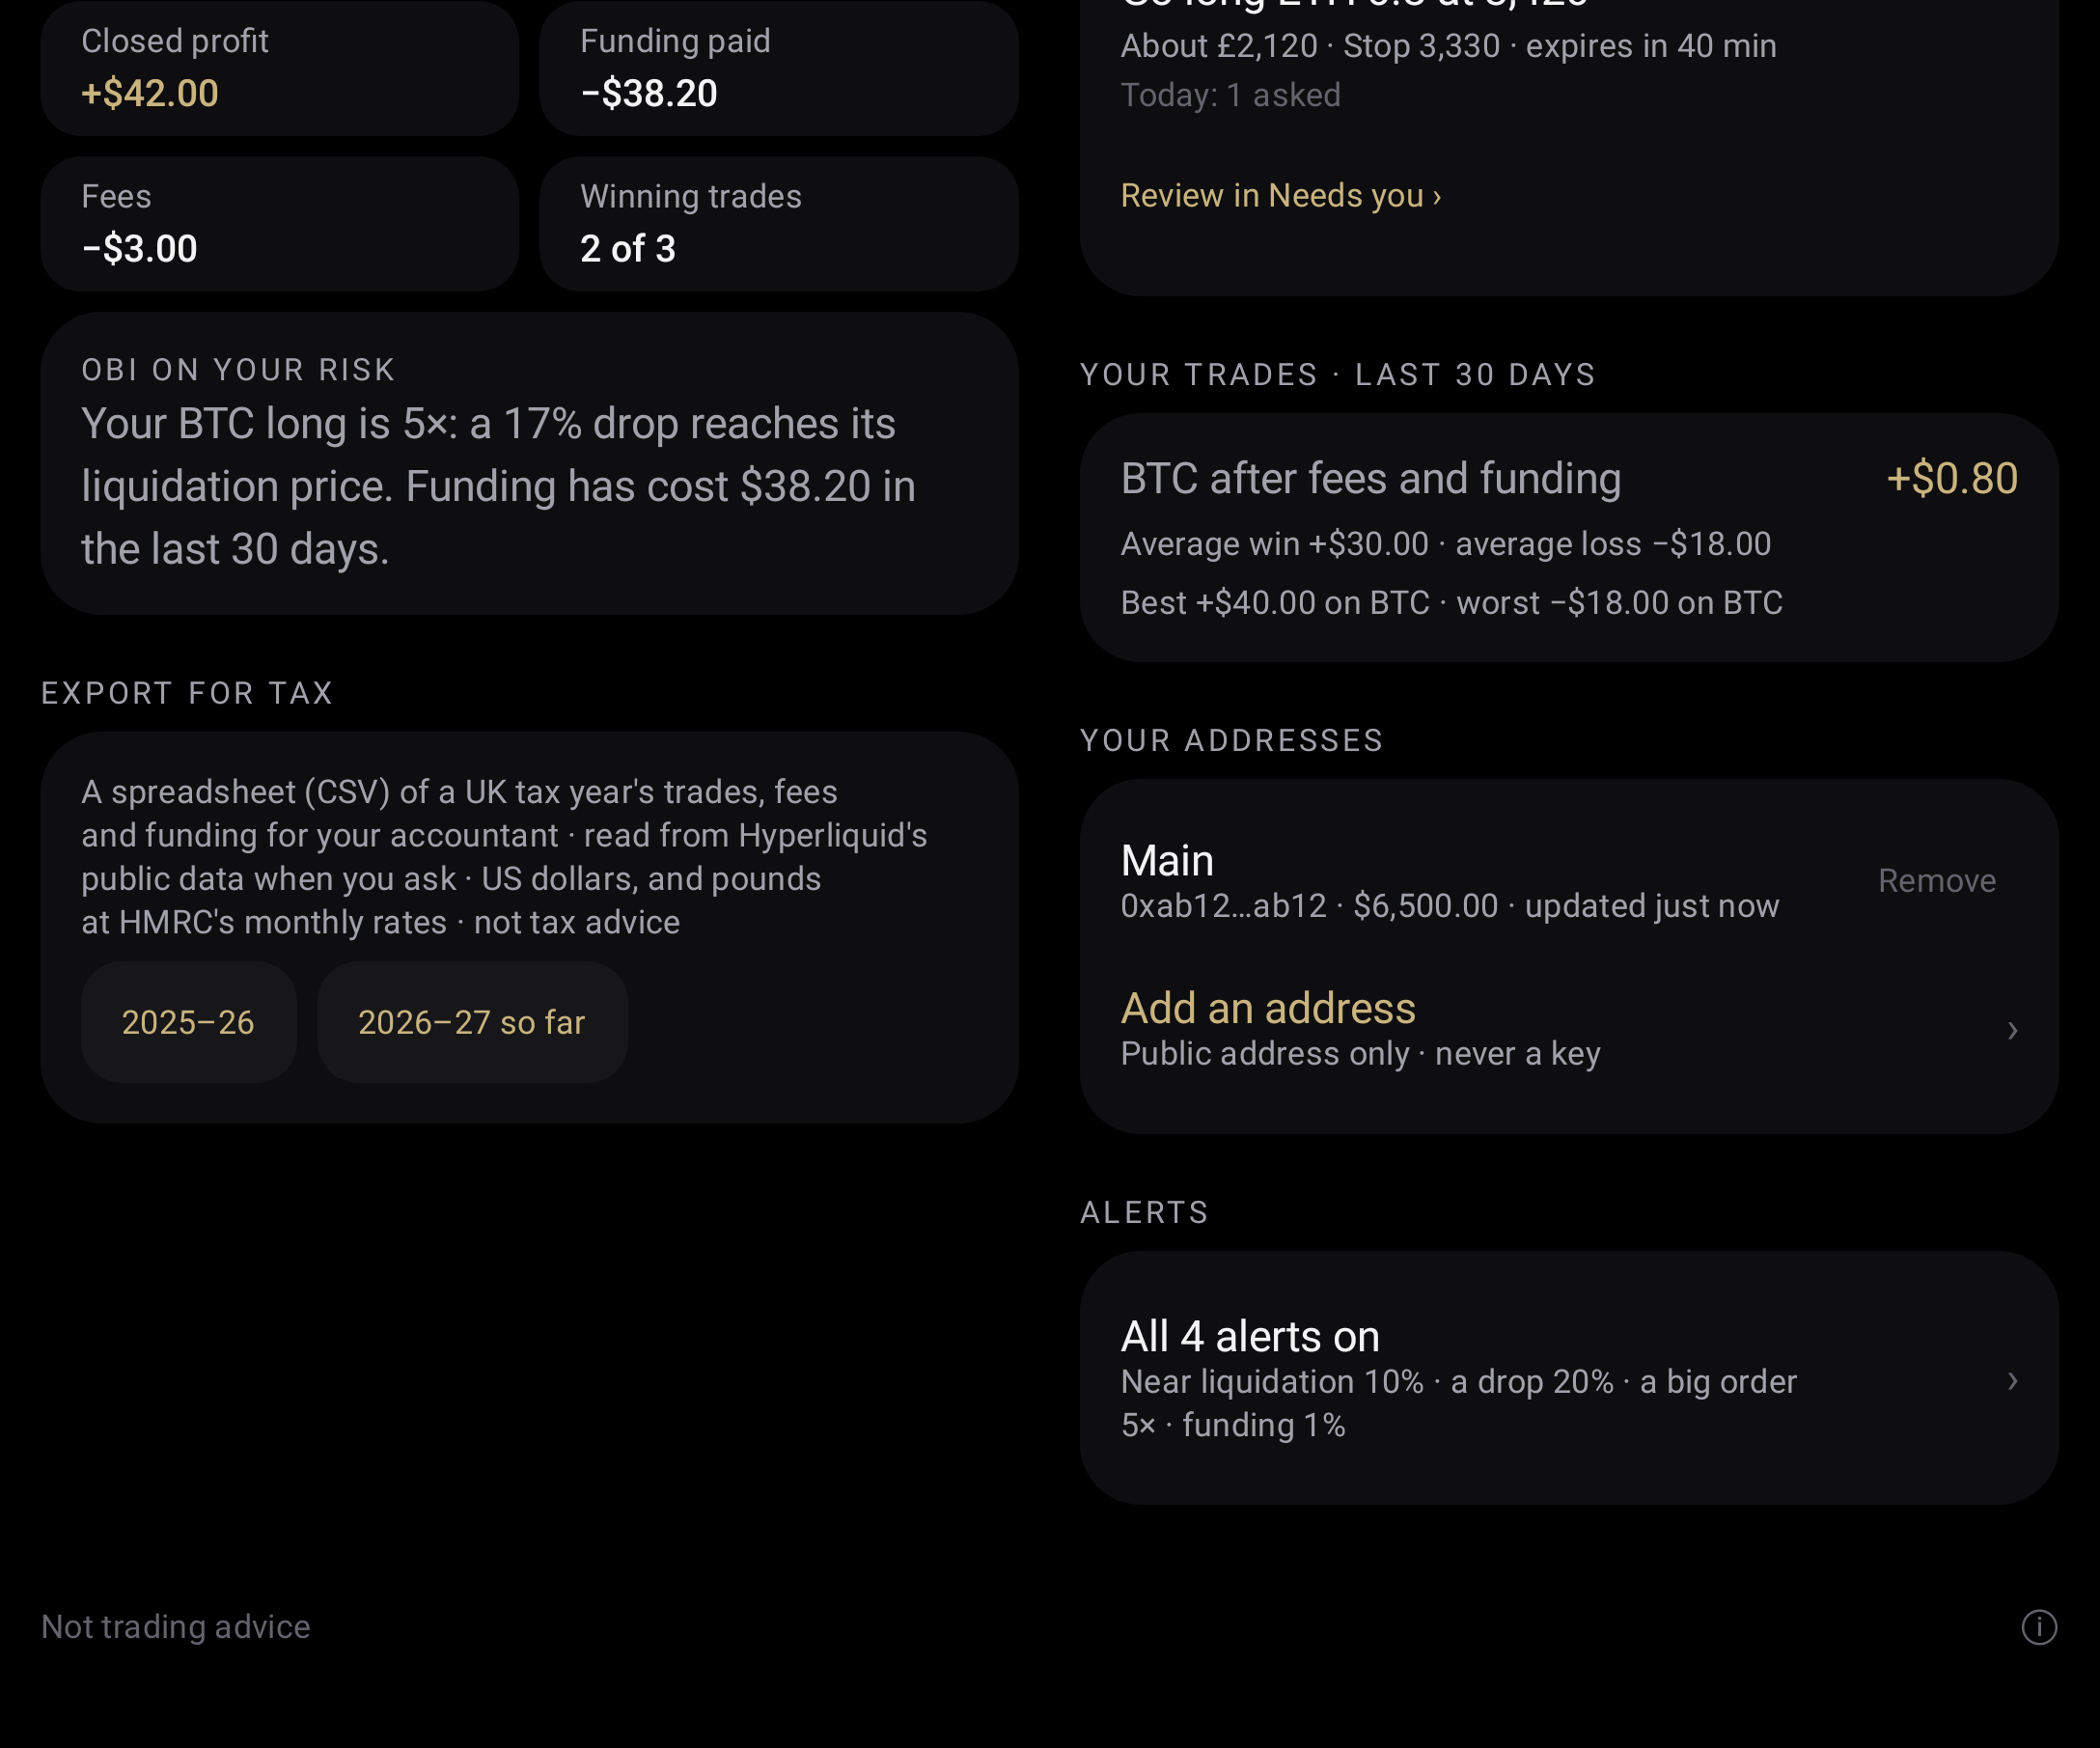 Closed profit
+$42.00
Funding paid
−$38.20
Fees
−$3.00
Winning trades
2 of 3
OBI ON YOUR RISK
Your BTC long is 5×: a 17% drop reaches its
liquidation price. Funding has cost $38.20 in
the last 30 days.
EXPORT FOR TAX
A spreadsheet (CSV) of a UK tax year's trades, fees
and funding for your accountant · read from Hyperliquid's
public data when you ask · US dollars, and pounds
at HMRC's monthly rates · not tax advice
2025–26
2026–27 so far
About £2,120 · Stop 3,330 · expires in 40 min
Today: 1 asked
Review in Needs you ›
YOUR TRADES · LAST 30 DAYS
BTC after fees and funding
+$0.80
Average win +$30.00 · average loss −$18.00
Best +$40.00 on BTC · worst −$18.00 on BTC
YOUR ADDRESSES
Main
0xab12…ab12 · $6,500.00 · updated just now
Remove
Add an address
Public address only · never a key
›
ALERTS
All 4 alerts on
Near liquidation 10% · a drop 20% · a big order
5× · funding 1%
›
Not trading advice